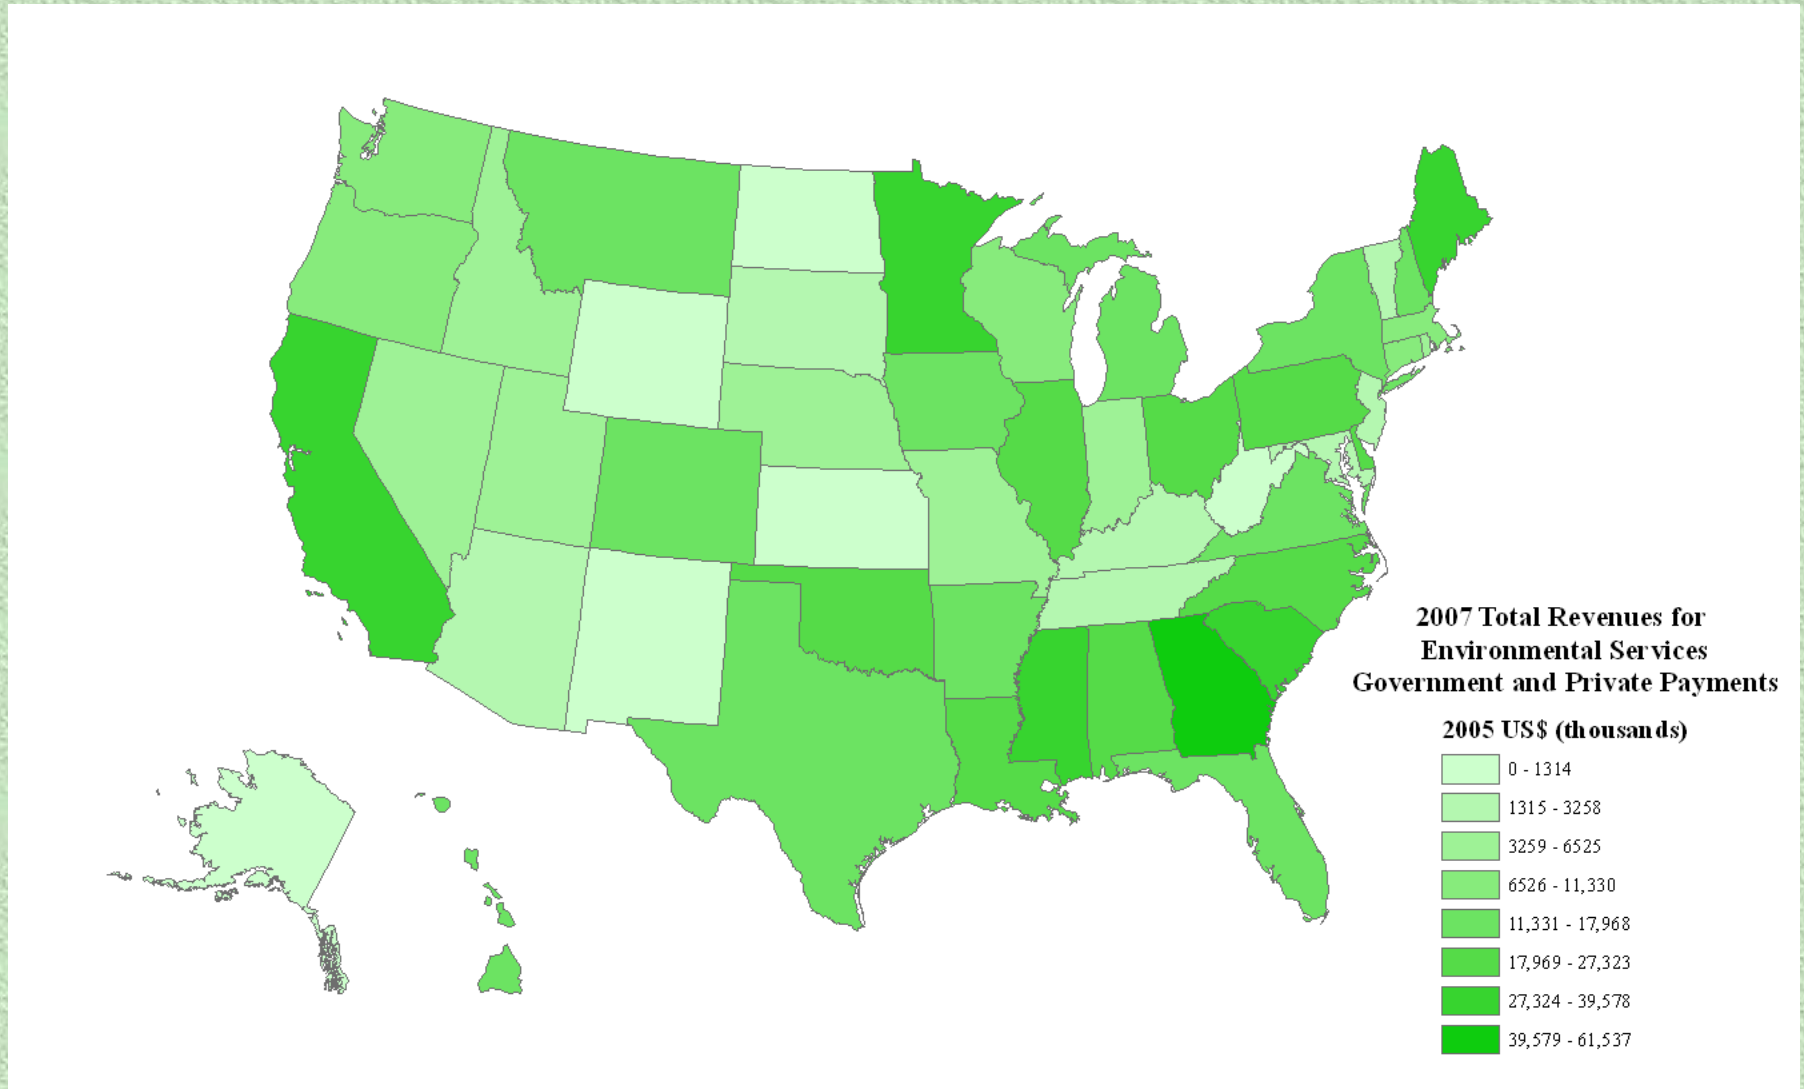 2007 Total Revenues for
Environmental Services
Government and Private Payments
2005 US$ (thousands)
0 - 1314
1315 - 3258
3259 - 6525
6526 - 11,330
11,331 - 17,968
17,969 - 27,323
27,324 - 39,578
39,579 - 61,537